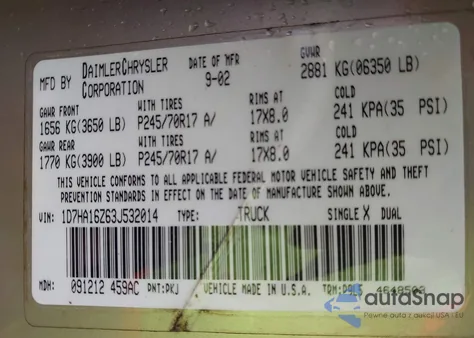 MFD BY DAIMLERCHRYSLER CORPORATION DATE OF MFR 9-02 GVWR 2881 KG(06350 LB)
GAWR FRONT WITH TIRES RIMS AT COLD
1656 KG(3650 LB) P245/70R17 A/ 17X8.0 241 KPA(35 PSI)
GAWR REAR WITH TIRES RIMS AT COLD
1770 KG(3900 LB) P245/70R17 A/ 17X8.0 241 KPA(35 PSI)
THIS VEHICLE CONFORMS TO ALL APPLICABLE FEDERAL MOTOR VEHICLE SAFETY AND THEFT
PREVENTION STANDARDS IN EFFECT ON THE DATE OF MANUFACTURE SHOWN ABOVE.
VIN: 1D7HA16Z63J532014 TYPE: TRUCK SINGLE X DUAL
MDH: 091212 459AC PNT:PKJ VEHICLE MADE IN U.S.A. TRM:
autoSnap
Pewne auto z aukcji USA i EU